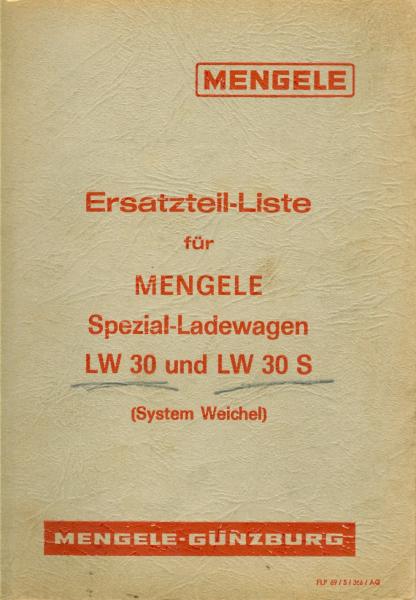 MENGELE
Ersatzteil-Liste
für
MENGELE
Spezial-Ladewagen
LW 30 und LW 30 S
(System Weichel)
MENGELE-GÜNZBURG